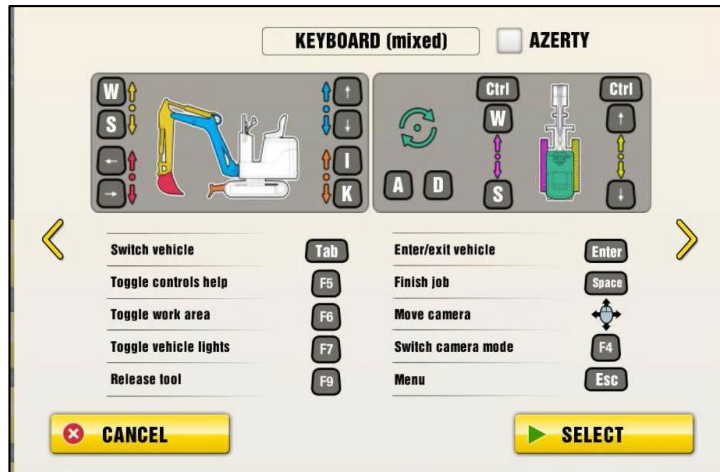 KEYBOARD (mixed) AZERTY
W ↑ Ctrl Ctrl
S ↓ W ↑
← I A D
→ K S ↓
Switch vehicle Tab Enter/exit vehicle Enter
Toggle controls help F5 Finish job Space
Toggle work area F6 Move camera
Toggle vehicle lights F7 Switch camera mode F4
Release tool F9 Menu Esc
CANCEL SELECT